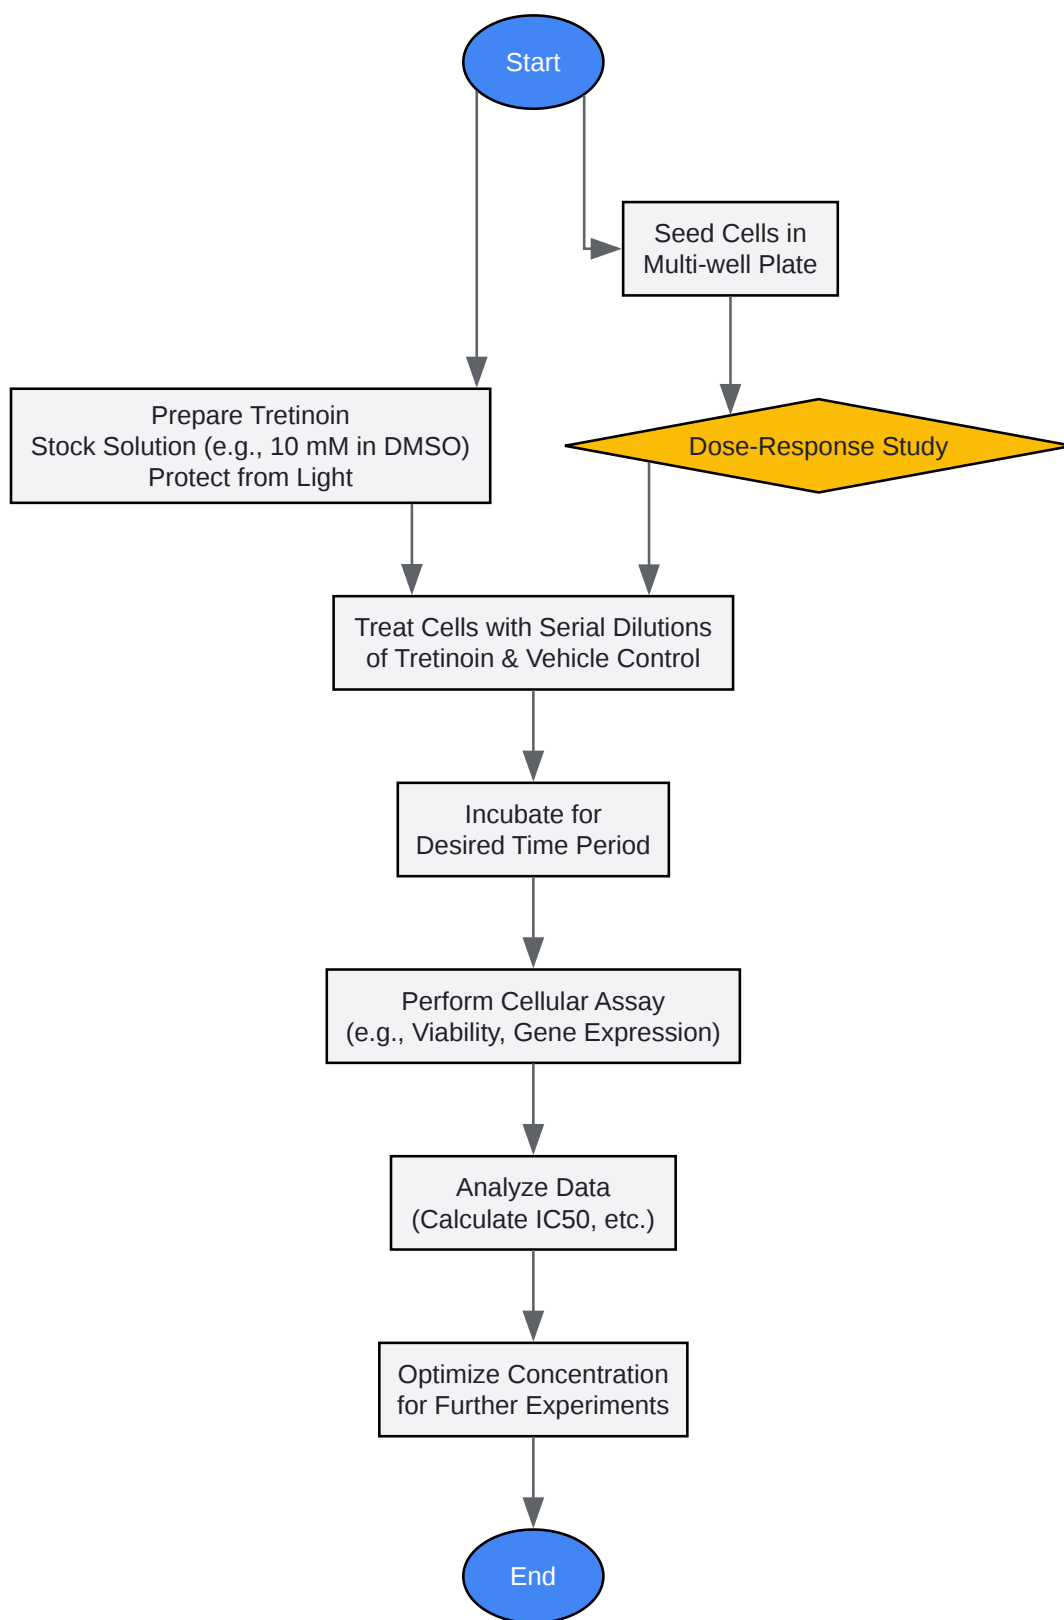 Start
Seed Cells in
Multi-well Plate
Prepare Tretinoin
Stock Solution (e.g., 10 mM in DMSO)
Protect from Light
Dose-Response Study
Treat Cells with Serial Dilutions
of Tretinoin & Vehicle Control
Incubate for
Desired Time Period
Perform Cellular Assay
(e.g., Viability, Gene Expression)
Analyze Data
(Calculate IC50, etc.)
Optimize Concentration
for Further Experiments
End